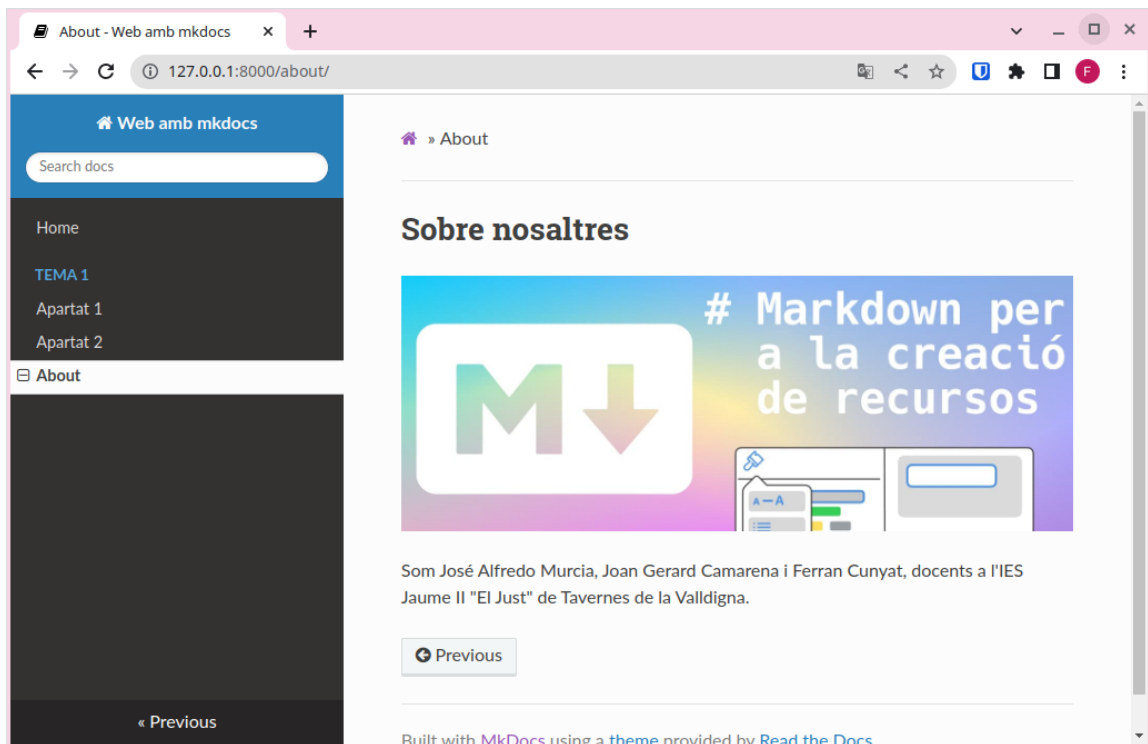 About - Web amb mkdocs
127.0.0.1:8000/about/
F
Web amb mkdocs
Search docs
Home
TEMA 1
Apartat 1
Apartat 2
About
« Previous
» About
Sobre nosaltres
M
# Markdown per
a la creació
de recursos
A — A
Som José Alfredo Murcia, Joan Gerard Camarena i Ferran Cunyat, docents a l'IES
Jaume II "El Just" de Tavernes de la Valldigna.
Previous
Built with MkDocs using a theme provided by Read the Docs.